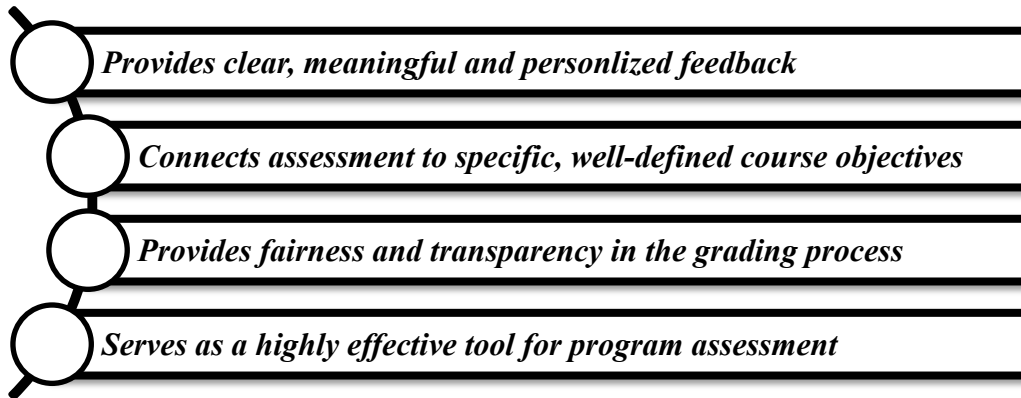 Provides clear, meaningful and personlized feedback
Connects assessment to specific, well-defined course objectives
Provides fairness and transparency in the grading process
Serves as a highly effective tool for program assessment